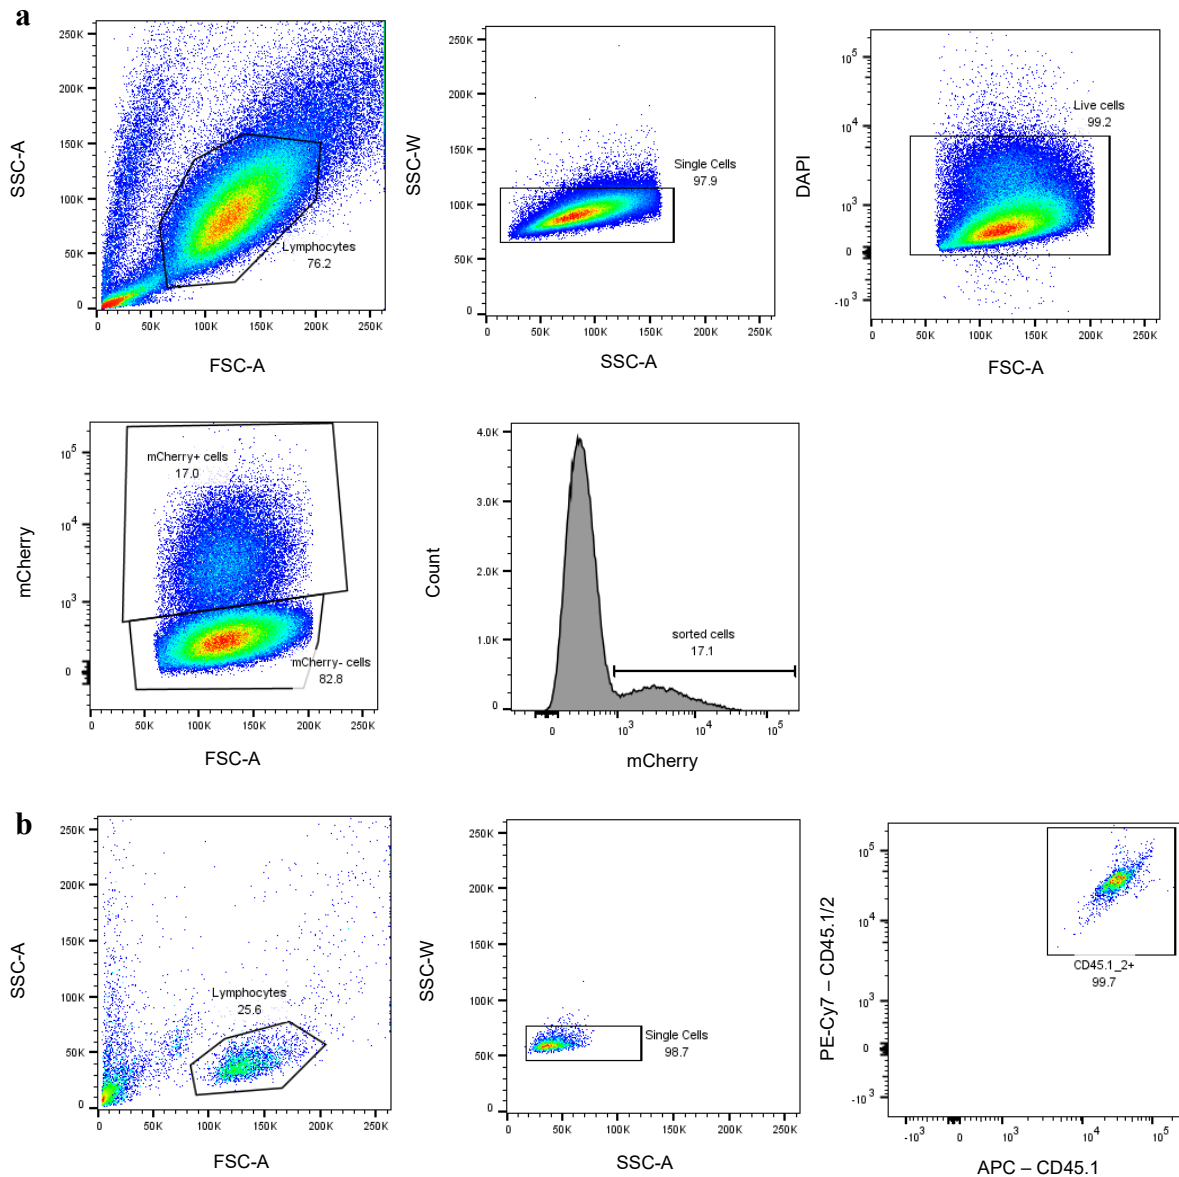 a
250K
200K
150K
100K
50K
0
SSC-A
Lymphocytes
76.2
0
50K
100K
150K
200K
250K
FSC-A
250K
200K
150K
100K
50K
0
SSC-W
Single Cells
97.9
0
50K
100K
150K
200K
250K
SSC-A
10^5
10^4
10^3
0
-10^3
DAPI
Live cells
99.2
0
50K
100K
150K
200K
250K
FSC-A
10^5
10^4
10^3
0
mCherry
mCherry+ cells
17.0
mCherry- cells
82.8
0
50K
100K
150K
200K
250K
FSC-A
4.0K
3.0K
2.0K
1.0K
0
Count
sorted cells
17.1
0
10^3
10^4
10^5
mCherry
b
250K
200K
150K
100K
50K
0
SSC-A
Lymphocytes
25.6
0
50K
100K
150K
200K
250K
FSC-A
250K
200K
150K
100K
50K
0
SSC-W
Single Cells
98.7
0
50K
100K
150K
200K
250K
SSC-A
10^5
10^4
10^3
0
-10^3
PE-Cy7 – CD45.1/2
CD45.1_2+
99.7
-10^3
0
10^3
10^4
10^5
APC – CD45.1